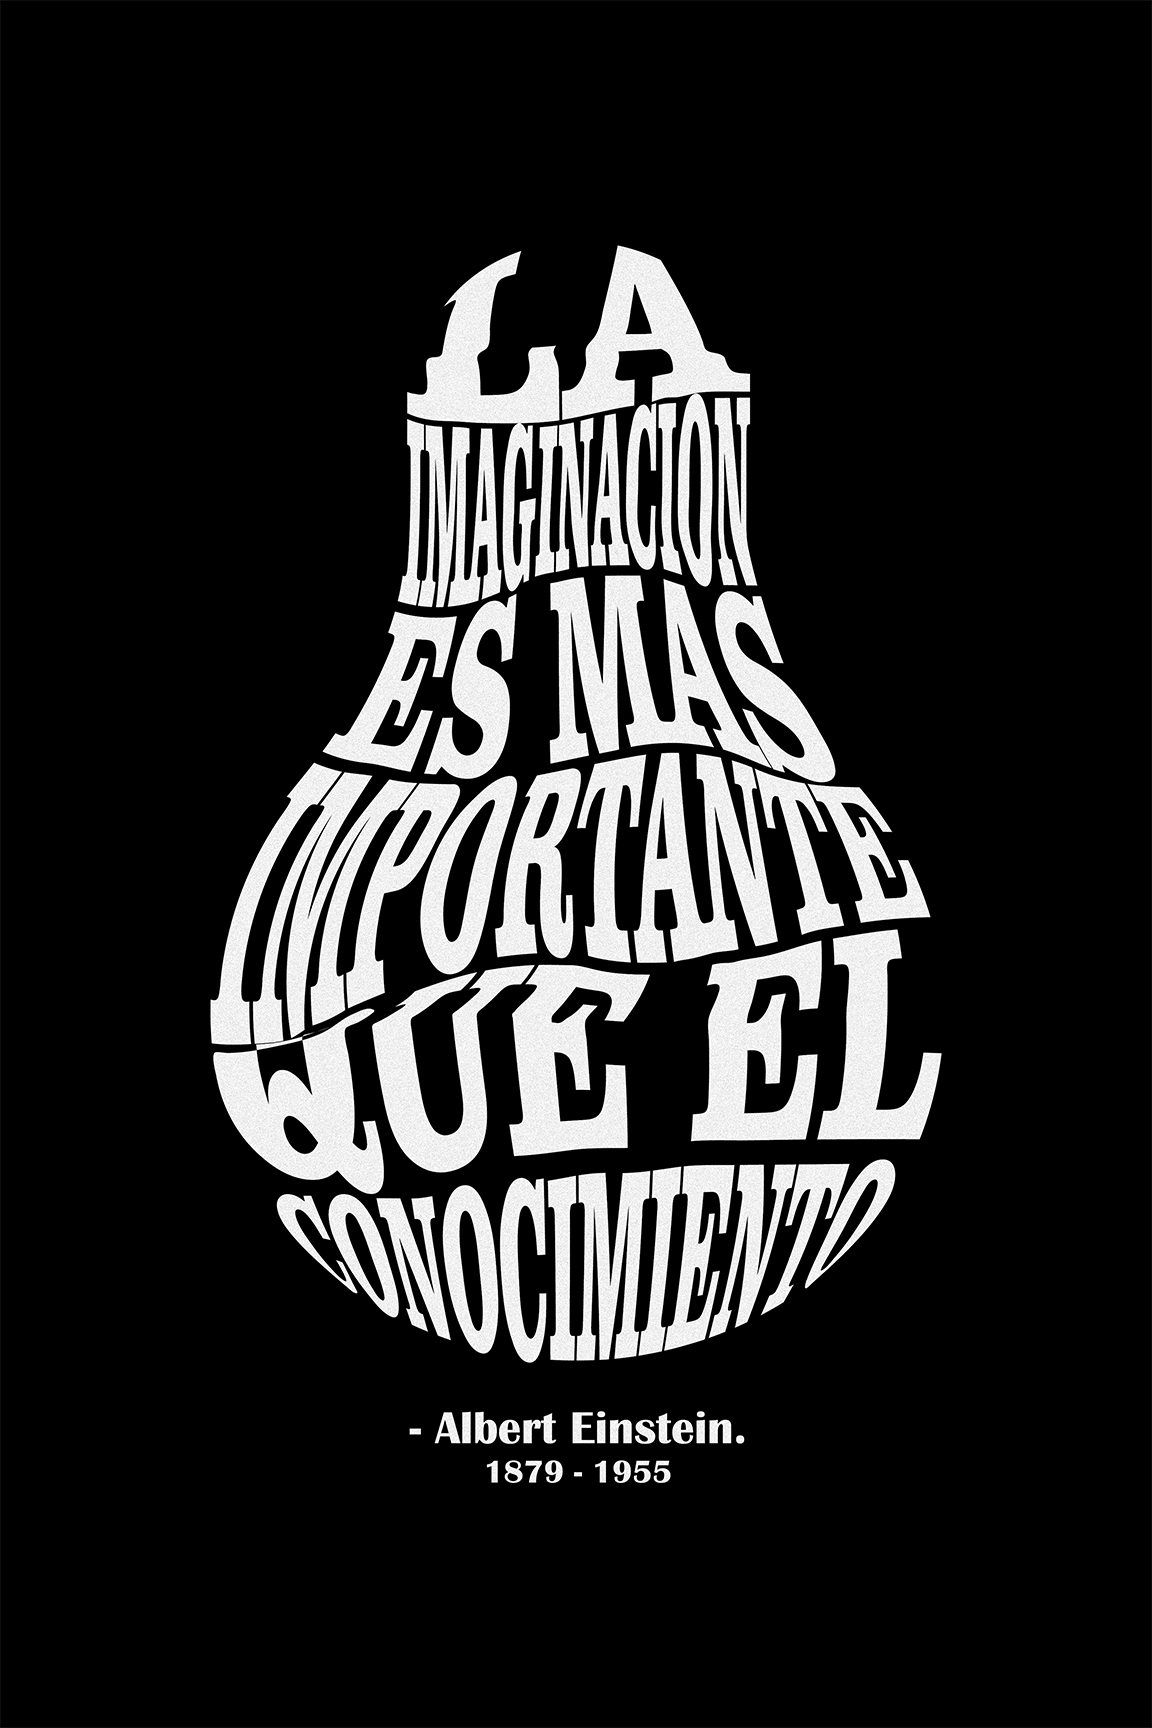 LA
IMAGINACION
ES MAS
IMPORTANTE
QUE EL
CONOCIMIENTO
- Albert Einstein.
1879 - 1955